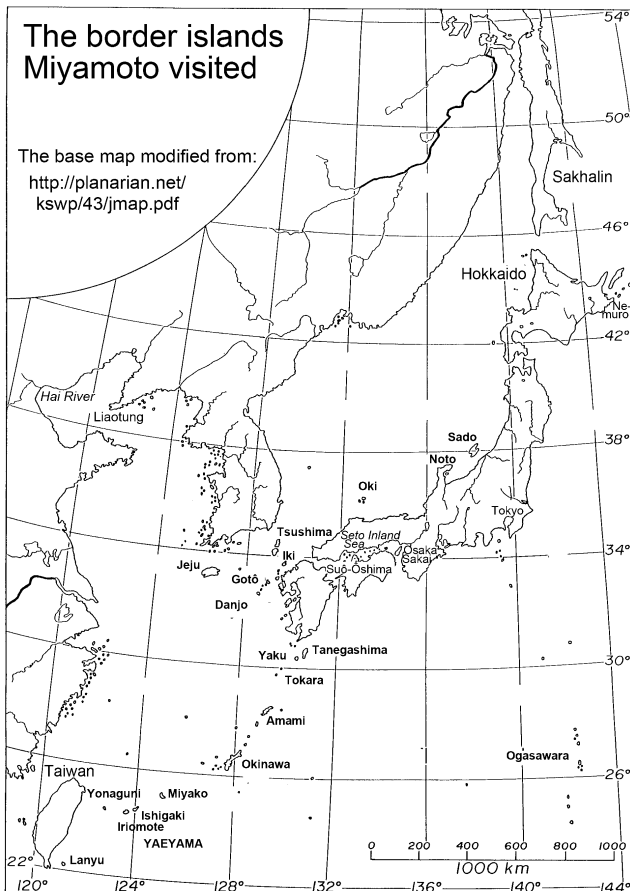 The border islands
Miyamoto visited
The base map modified from:
http://planarian.net/
kswp/43/jmap.pdf
54°
50°
Sakhalin
46°
Hokkaido
Ne-
muro
42°
Hai River
Liaotung
38°
Sado
Noto
Oki
Tokyo
Tsushima
Seto Inland
Sea
Osaka
Sakai
34°
Iki
Suô-Ôshima
Jeju
Gotô
Danjo
Yaku
Tanegashima
30°
Tokara
Amami
Ogasawara
Okinawa
26°
Taiwan
Yonaguni
Miyako
Ishigaki
Iriomote
YAEYAMA
Lanyu
0 200 400 600 800 1000
1000 km
22°
120° 124° 128° 132° 136° 140° 144°